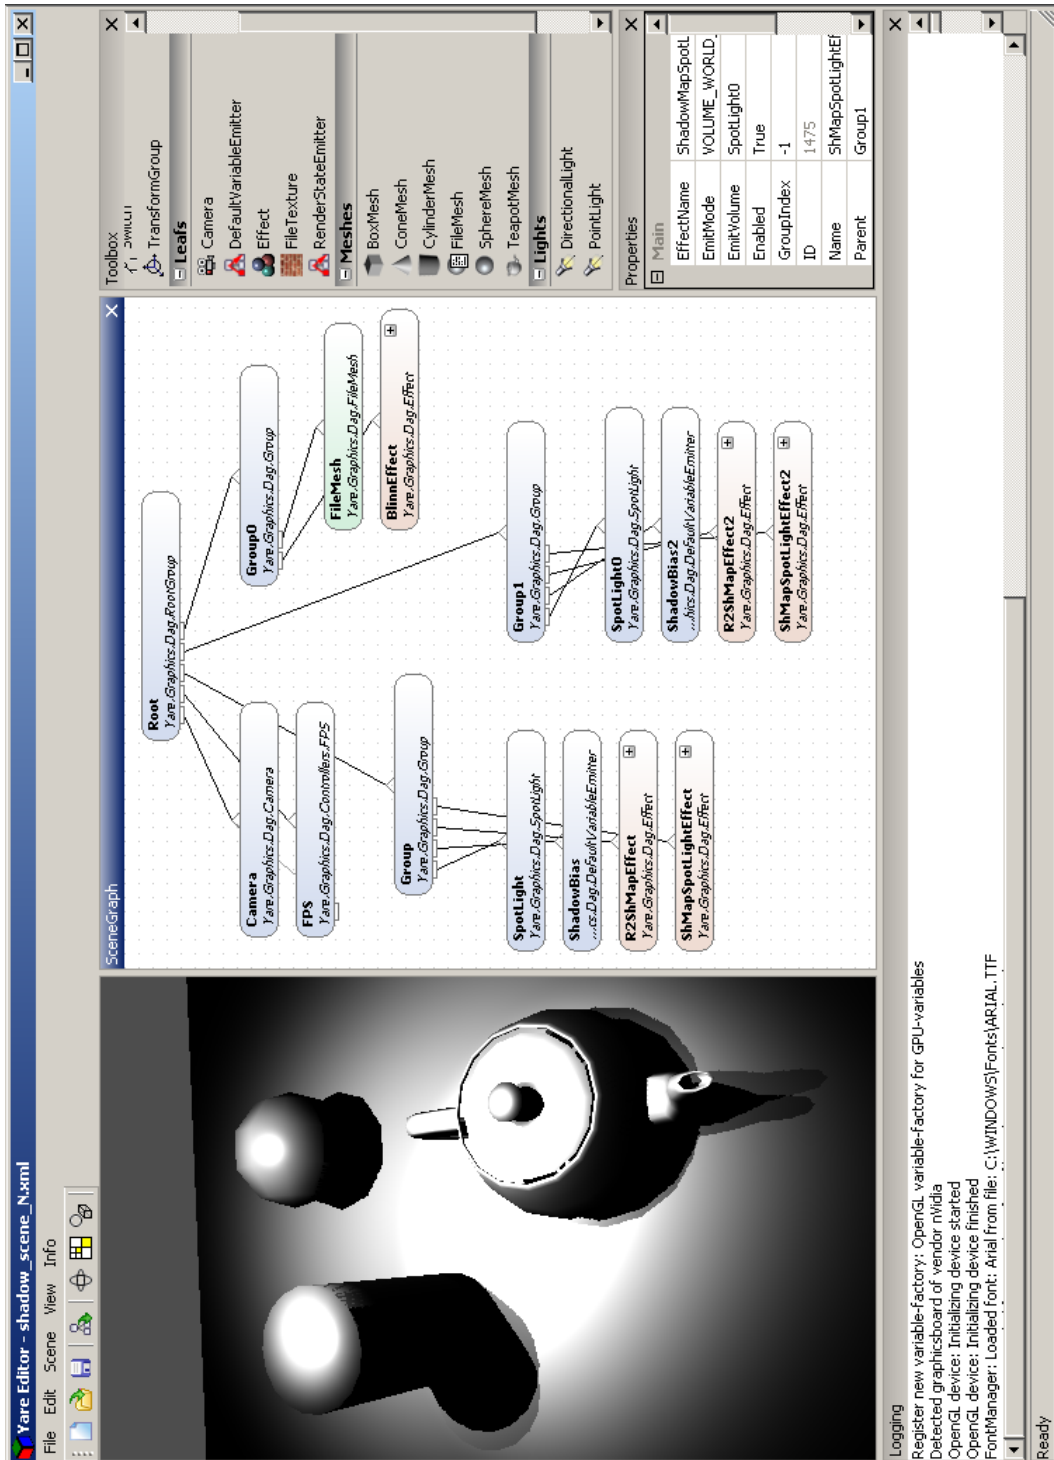 Yare Editor - shadow_scene_N.xml
File Edit Scene View Info
SceneGraph
Root
Yare.Graphics.Dag.RootGroup
Camera
Yare.Graphics.Dag.Camera
FPS
Yare.Graphics.Dag.Controllers.FPS
Group0
Yare.Graphics.Dag.Group
FileMesh
Yare.Graphics.Dag.FileMesh
BlinnEffect
Yare.Graphics.Dag.Effect
Group
Yare.Graphics.Dag.Group
SpotLight
Yare.Graphics.Dag.SpotLight
ShadowBias
...cs.Dag.DefaultVariableEmitter
R2ShMapEffect
Yare.Graphics.Dag.Effect
ShMapSpotLightEffect
Yare.Graphics.Dag.Effect
Group1
Yare.Graphics.Dag.Group
SpotLight0
Yare.Graphics.Dag.SpotLight
ShadowBias2
...hics.Dag.DefaultVariableEmitter
R2ShMapEffect2
Yare.Graphics.Dag.Effect
ShMapSpotLightEffect2
Yare.Graphics.Dag.Effect
Toolbox
TransformGroup
Leafs
Camera
DefaultVariableEmitter
Effect
FileTexture
RenderStateEmitter
Meshes
BoxMesh
ConeMesh
CylinderMesh
FileMesh
SphereMesh
TeapotMesh
Lights
DirectionalLight
PointLight
Properties
Main
EffectName ShadowMapSpotL
EmitMode VOLUME_WORLD_
EmitVolume SpotLight0
Enabled True
GroupIndex -1
ID 1475
Name ShMapSpotLightEf
Parent Group1
Logging
Register new variable-factory: OpenGL variable-factory for GPU-variables
Detected graphicsboard of vendor nVidia
OpenGL device: Initializing device started
OpenGL device: Initializing device finished
FontManager: Loaded font: Arial from file: C:\WINDOWS\Fonts\ARIAL.TTF
Ready